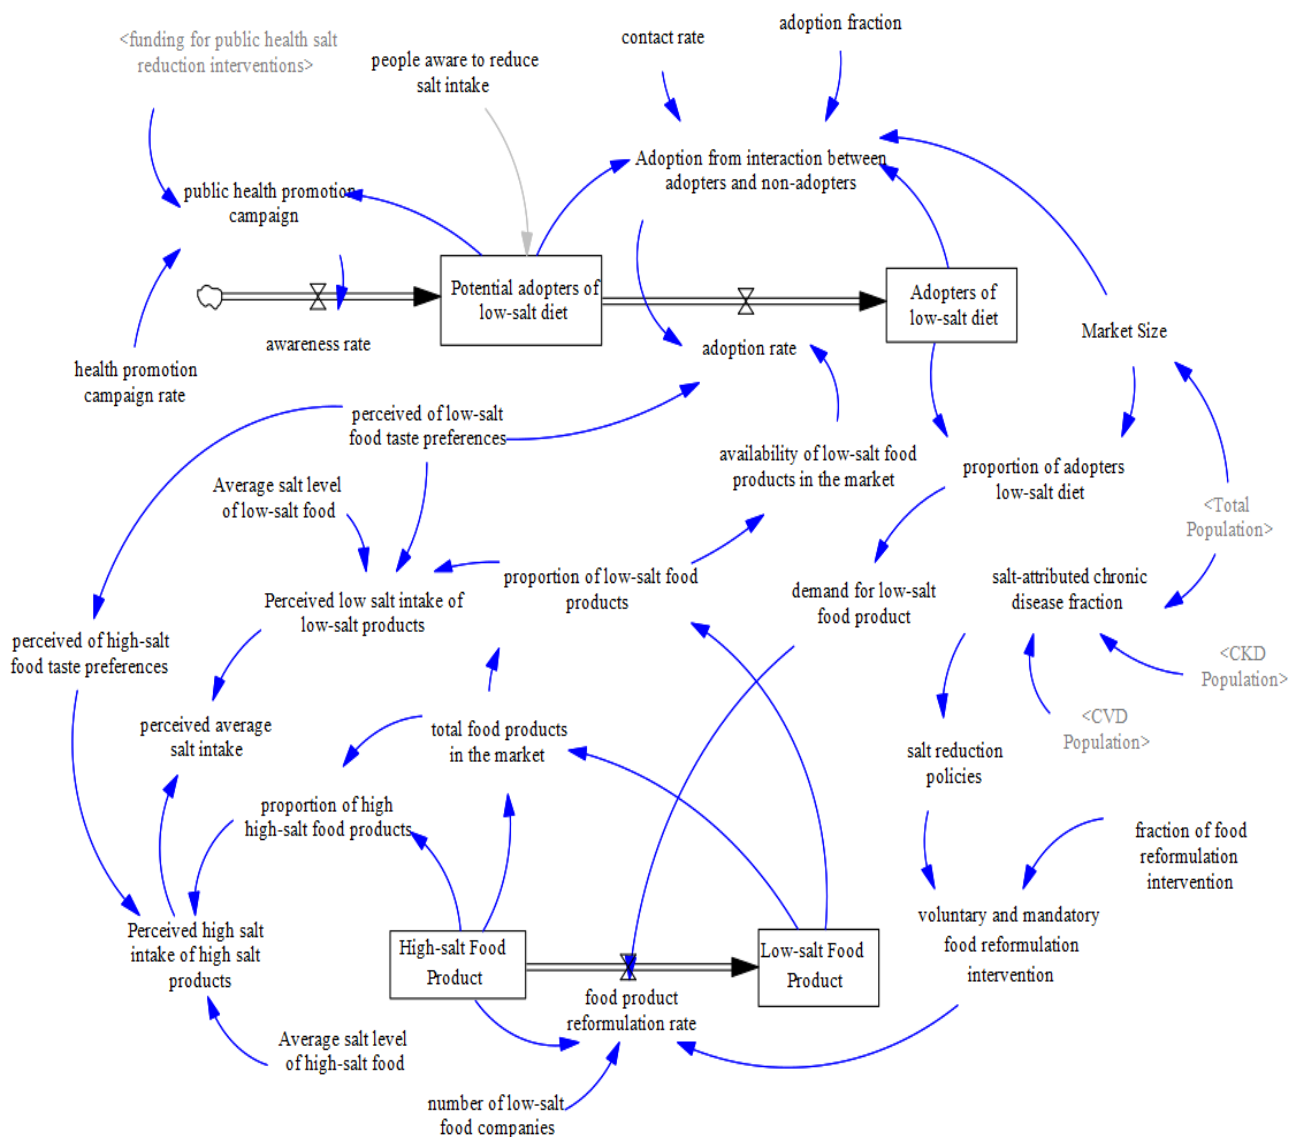 <funding for public health salt
reduction interventions>
people aware to reduce
salt intake
contact rate
adoption fraction
Adoption from interaction between
adopters and non-adopters
public health promotion
campaign
Potential adopters of
low-salt diet
Adopters of
low-salt diet
Market Size
awareness rate
adoption rate
health promotion
campaign rate
perceived of low-salt
food taste preferences
availability of low-salt food
products in the market
proportion of adopters
low-salt diet
Average salt level
of low-salt food
<Total
Population>
Perceived low salt intake of
low-salt products
proportion of low-salt food
products
demand for low-salt
food product
salt-attributed chronic
disease fraction
perceived of high-salt
food taste preferences
<CKD
Population>
perceived average
salt intake
total food products
in the market
<CVD
Population>
salt reduction
policies
proportion of high
high-salt food products
fraction of food
reformulation
intervention
Perceived high salt
intake of high salt
products
High-salt Food
Product
Low-salt Food
Product
voluntary and mandatory
food reformulation
intervention
food product
reformulation rate
Average salt level
of high-salt food
number of low-salt
food companies